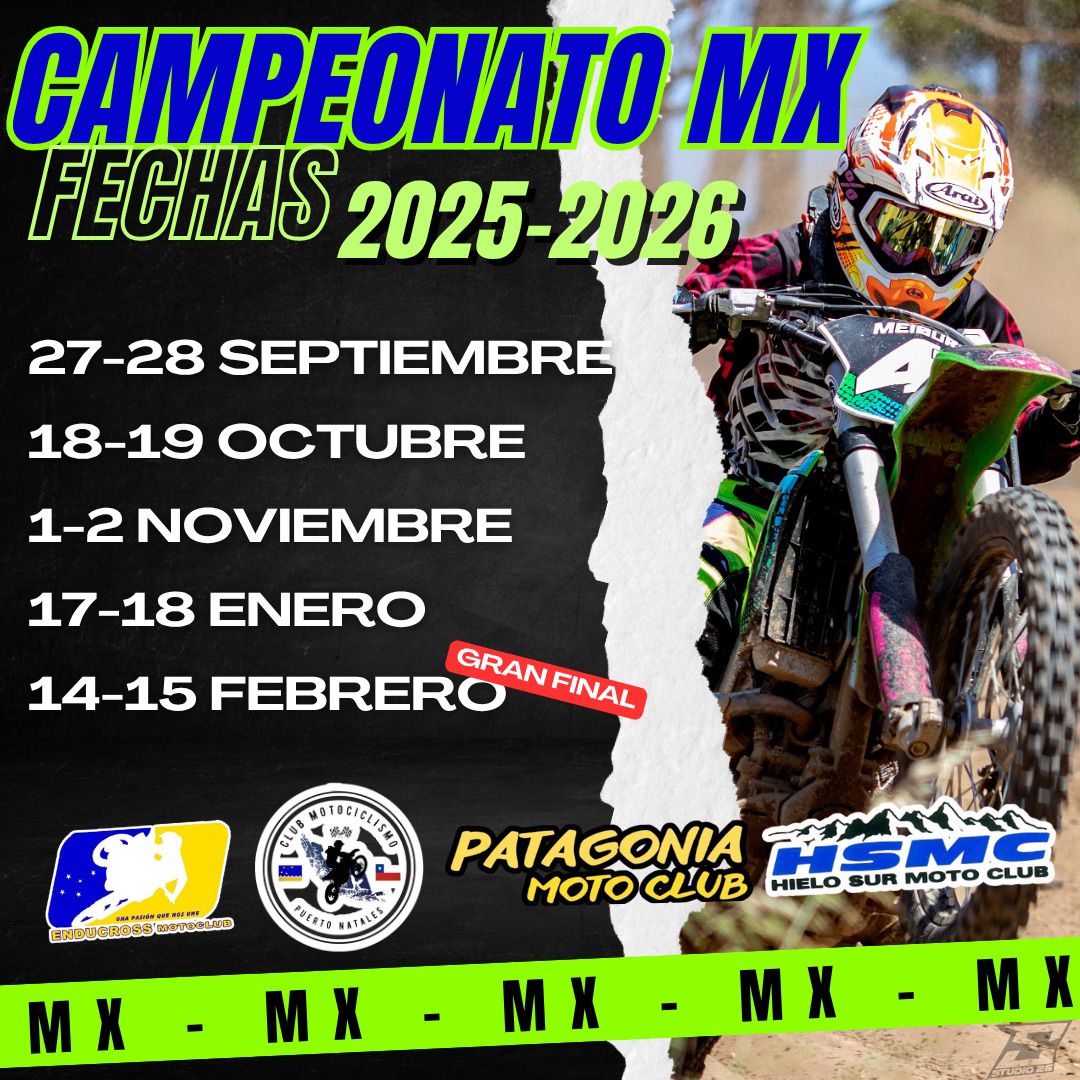 CAMPEONATO MX
FECHAS 2025-2026
27-28 SEPTIEMBRE
18-19 OCTUBRE
1-2 NOVIEMBRE
17-18 ENERO
14-15 FEBRERO
GRAN FINAL
Arai
4
UNA PASIÓN QUE NOS UNE
ENDUCROSS MOTOCLUB
CLUB MOTOCICLISMO
PUERTO NATALES
PATAGONIA
MOTO CLUB
HSMC
HIELO SUR MOTO CLUB
MX - MX - MX - MX - MX
STUDIO 26